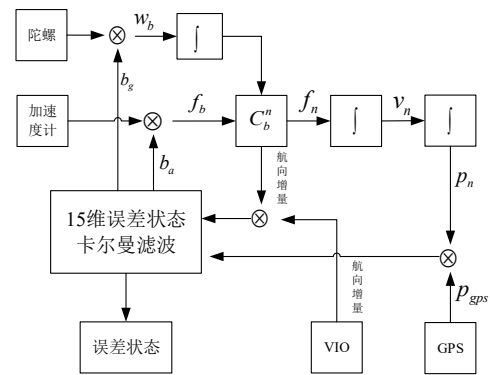 陀螺
w_b
∫
b_g
加速
度计
f_b
C_b^n
f_n
∫
v_n
∫
b_a
航向增量
p_n
15维误差状态
卡尔曼滤波
航向增量
p_gps
误差状态
VIO
GPS